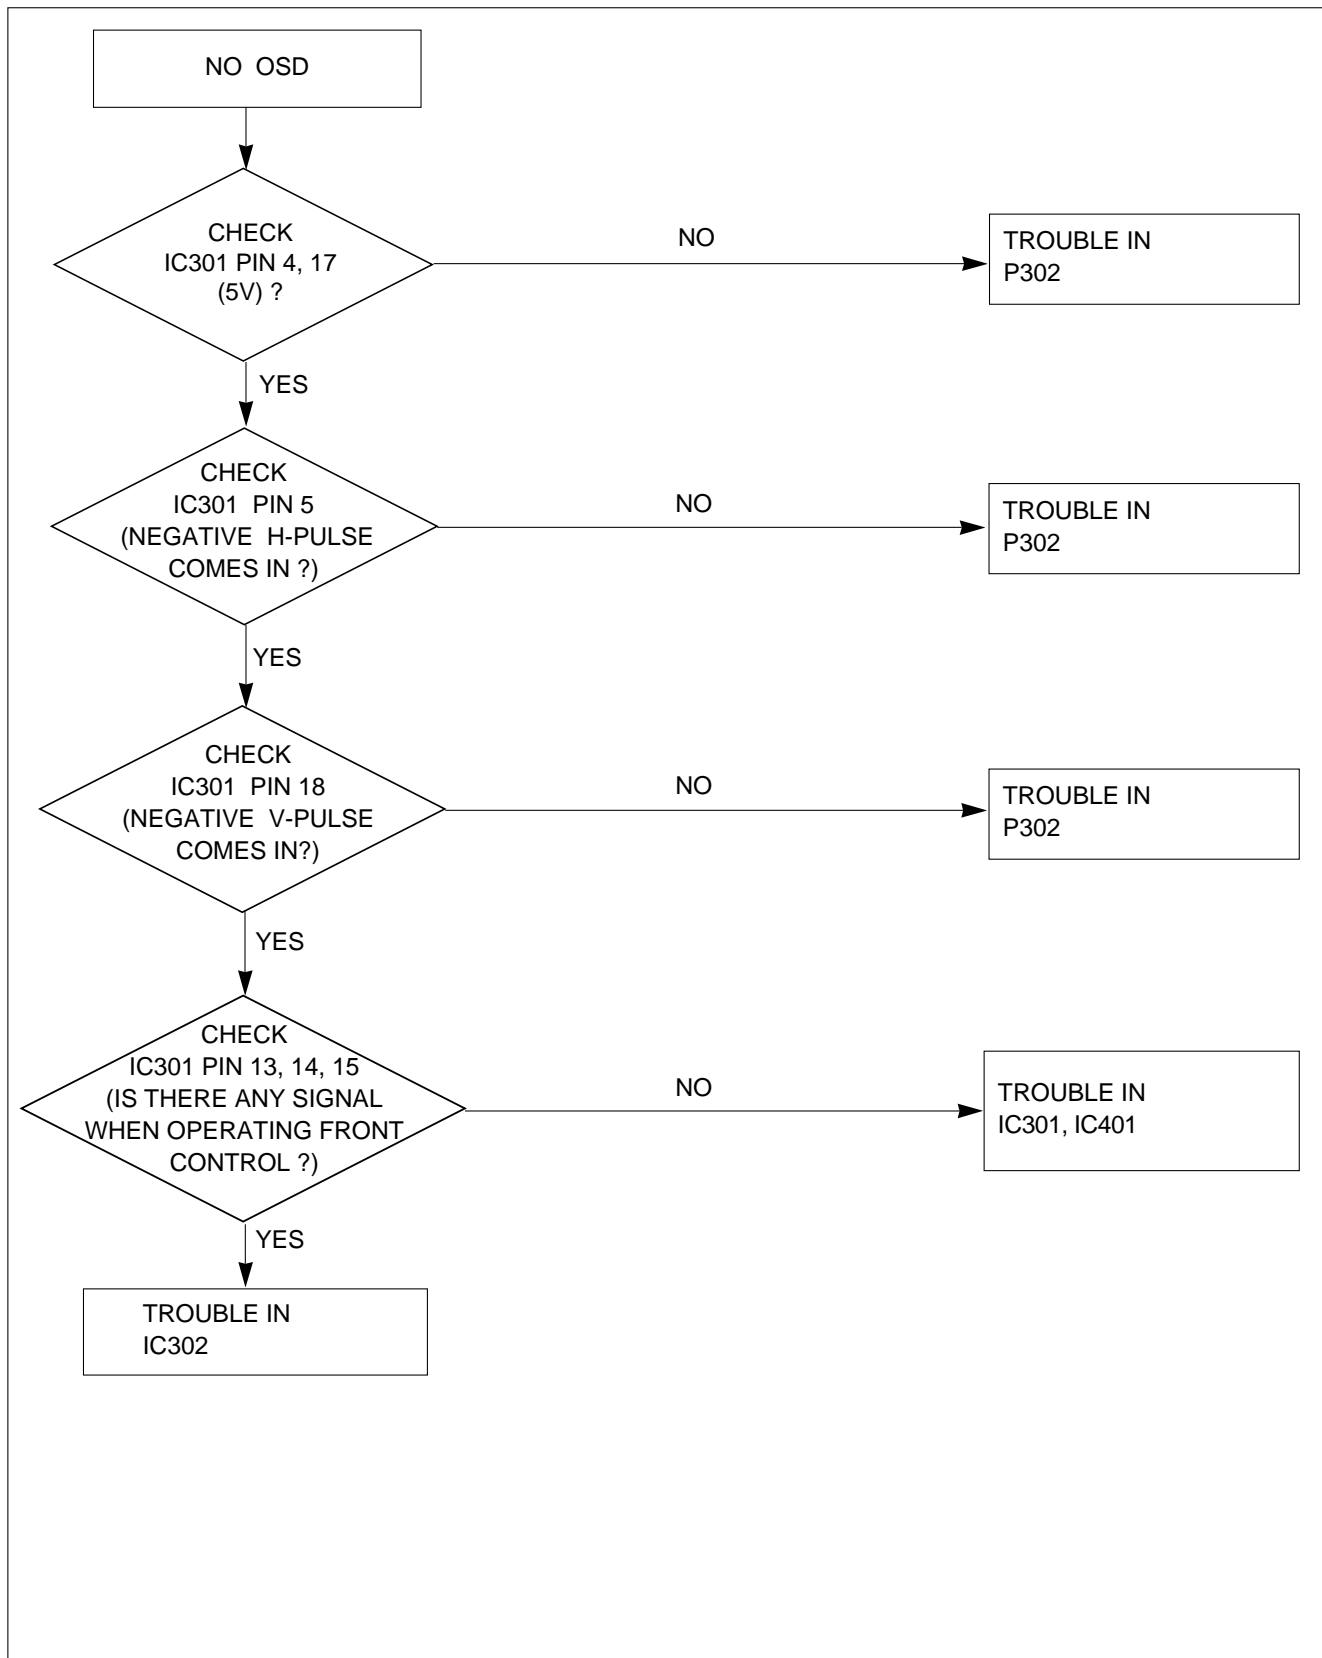 NO OSD
CHECK
IC301 PIN 4, 17
(5V) ?
NO
TROUBLE IN
P302
YES
CHECK
IC301 PIN 5
(NEGATIVE H-PULSE
COMES IN ?)
NO
TROUBLE IN
P302
YES
CHECK
IC301 PIN 18
(NEGATIVE V-PULSE
COMES IN?)
NO
TROUBLE IN
P302
YES
CHECK
IC301 PIN 13, 14, 15
(IS THERE ANY SIGNAL
WHEN OPERATING FRONT
CONTROL ?)
NO
TROUBLE IN
IC301, IC401
YES
TROUBLE IN
IC302